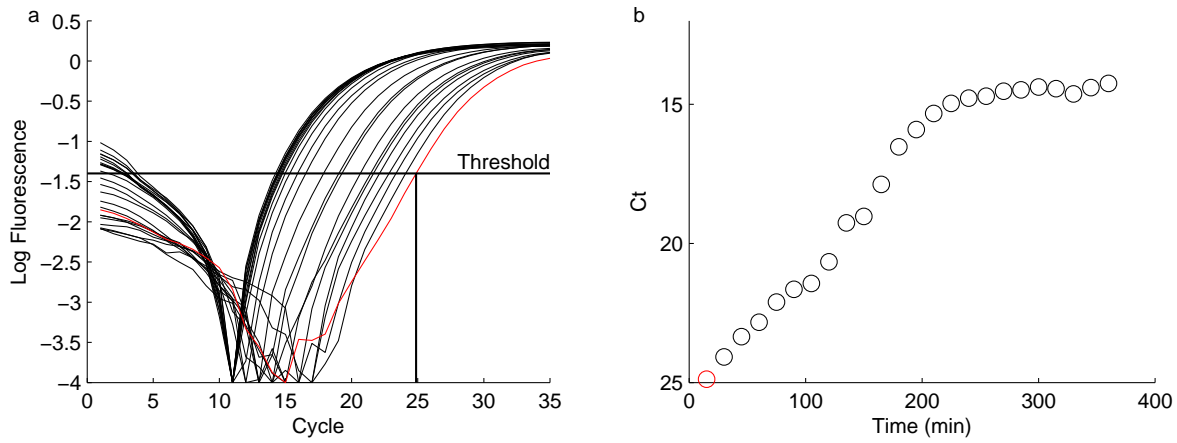 a
0.5
0
−0.5
−1
−1.5
−2
−2.5
−3
−3.5
−4
Log Fluorescence
Threshold
0 5 10 15 20 25 30 35
Cycle
b
15
20
25
Ct
0 100 200 300 400
Time (min)